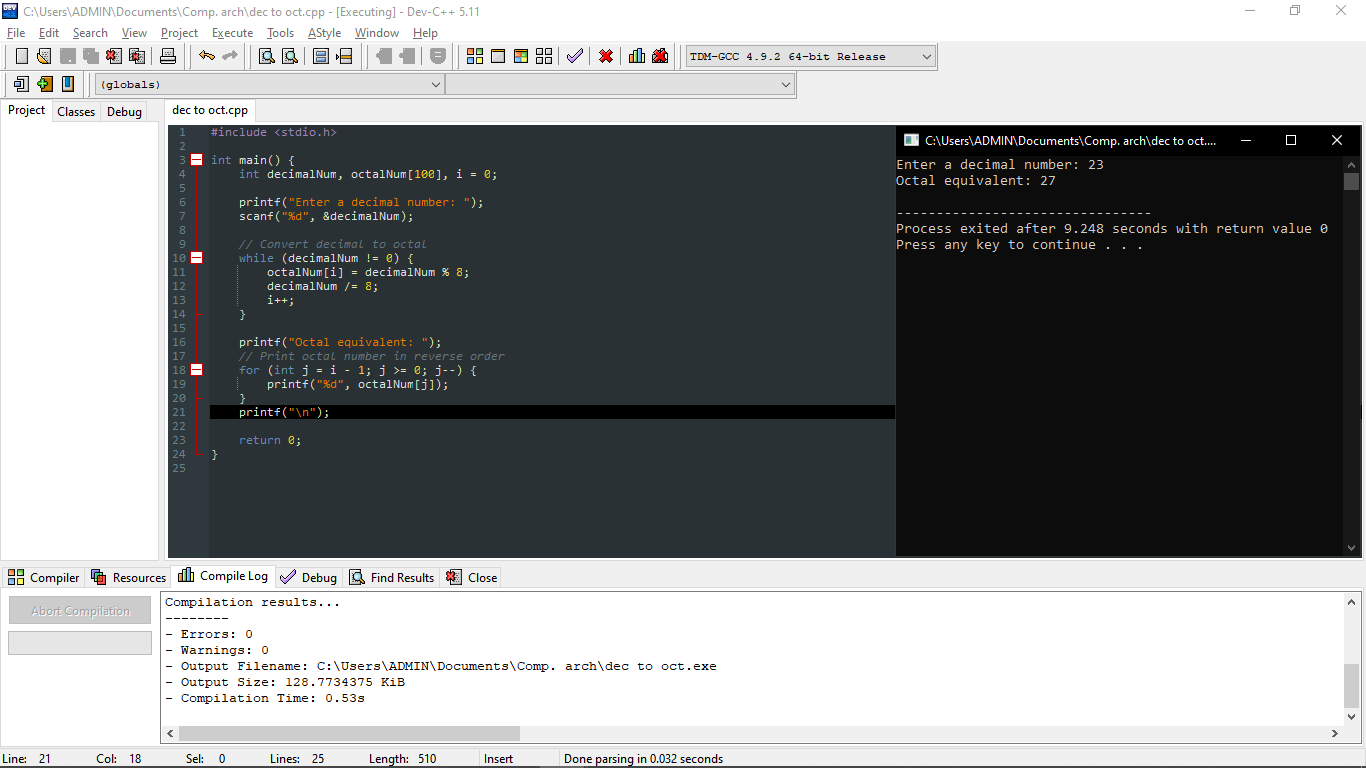 C:\Users\ADMIN\Documents\Comp. arch\dec to oct.cpp - [Executing] - Dev-C++ 5.11
File Edit Search View Project Execute Tools AStyle Window Help
TDM-GCC 4.9.2 64-bit Release
(globals)
Project Classes Debug
dec to oct.cpp
1 #include <stdio.h>
2
3 int main() {
4     int decimalNum, octalNum[100], i = 0;
5
6     printf("Enter a decimal number: ");
7     scanf("%d", &decimalNum);
8
9     // Convert decimal to octal
10     while (decimalNum != 0) {
11         octalNum[i] = decimalNum % 8;
12         decimalNum /= 8;
13         i++;
14     }
15
16     printf("Octal equivalent: ");
17     // Print octal number in reverse order
18     for (int j = i - 1; j >= 0; j--) {
19         printf("%d", octalNum[j]);
20     }
21     printf("\n");
22
23     return 0;
24 }
25
C:\Users\ADMIN\Documents\Comp. arch\dec to oct....
Enter a decimal number: 23
Octal equivalent: 27
--------------------------------
Process exited after 9.248 seconds with return value 0
Press any key to continue . . .
Compiler Resources Compile Log Debug Find Results Close
Abort Compilation
Compilation results...
--------
- Errors: 0
- Warnings: 0
- Output Filename: C:\Users\ADMIN\Documents\Comp. arch\dec to oct.exe
- Output Size: 128.7734375 KiB
- Compilation Time: 0.53s
Line: 21 Col: 18 Sel: 0 Lines: 25 Length: 510 Insert Done parsing in 0.032 seconds